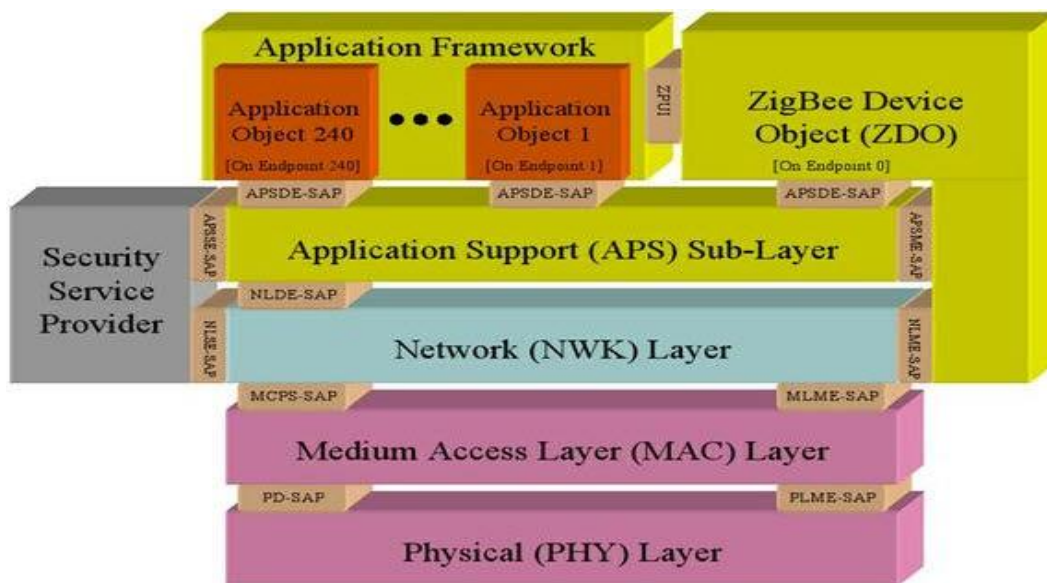 Application Framework
Application
Object 240
[On Endpoint 240]
Application
Object 1
[On Endpoint 1]
ZPUI
ZigBee Device
Object (ZDO)
[On Endpoint 0]
APSDE-SAP
APSDE-SAP
APSDE-SAP
Security
Service
Provider
APSSE-SAP
Application Support (APS) Sub-Layer
APSME-SAP
NLDE-SAP
NLSE-SAP
Network (NWK) Layer
NLME-SAP
MCPS-SAP
MLME-SAP
Medium Access Layer (MAC) Layer
PD-SAP
PLME-SAP
Physical (PHY) Layer